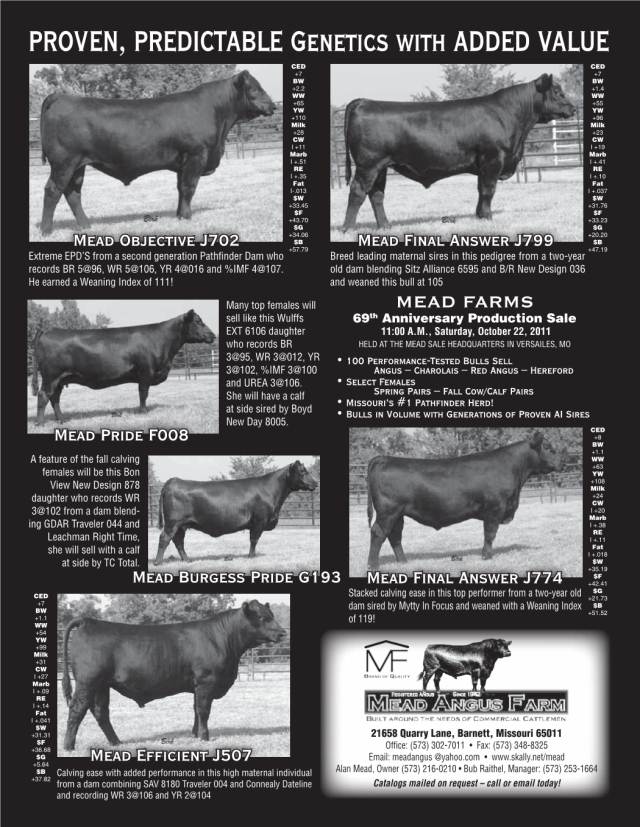 PROVEN, PREDICTABLE GENETICS WITH ADDED VALUE
CED
+7
BW
+2.2
WW
+65
YW
+110
Milk
+28
CW
I +11
Marb
I +.51
RE
I +.35
Fat
I -.013
$W
+33.45
$F
+43.70
$G
+34.06
$B
+57.79
MEAD OBJECTIVE J702
Extreme EPD'S from a second generation Pathfinder Dam who
records BR 5@96, WR 5@106, YR 4@016 and %IMF 4@107.
He earned a Weaning Index of 111!
CED
+7
BW
+1.4
WW
+55
YW
+96
Milk
+23
CW
I +19
Marb
I +.41
RE
I +.10
Fat
I +.037
$W
+31.76
$F
+33.23
$G
+20.20
$B
+47.19
MEAD FINAL ANSWER J799
Breed leading maternal sires in this pedigree from a two-year
old dam blending Sitz Alliance 6595 and B/R New Design 036
and weaned this bull at 105
Many top females will
sell like this Wulffs
EXT 6106 daughter
who records BR
3@95, WR 3@012, YR
3@102, %IMF 3@100
and UREA 3@106.
She will have a calf
at side sired by Boyd
New Day 8005.
MEAD PRIDE F008
MEAD FARMS
69th Anniversary Production Sale
11:00 A.M., Saturday, October 22, 2011
HELD AT THE MEAD SALE HEADQUARTERS IN VERSAILES, MO
• 100 PERFORMANCE-TESTED BULLS SELL
ANGUS – CHAROLAIS – RED ANGUS – HEREFORD
• SELECT FEMALES
SPRING PAIRS – FALL COW/CALF PAIRS
• MISSOURI'S #1 PATHFINDER HERD!
• BULLS IN VOLUME WITH GENERATIONS OF PROVEN AI SIRES
A feature of the fall calving
females will be this Bon
View New Design 878
daughter who records WR
3@102 from a dam blend-
ing GDAR Traveler 044 and
Leachman Right Time,
she will sell with a calf
at side by TC Total.
MEAD BURGESS PRIDE G193
CED
+8
BW
+1.1
WW
+63
YW
+108
Milk
+24
CW
I +20
Marb
I +.38
RE
I +.11
Fat
I +.018
$W
+35.19
$F
+42.41
$G
+21.73
$B
+51.52
MEAD FINAL ANSWER J774
Stacked calving ease in this top performer from a two-year old
dam sired by Mytty In Focus and weaned with a Weaning Index
of 119!
CED
+7
BW
+1.1
WW
+54
YW
+99
Milk
+31
CW
I +27
Marb
I +.09
RE
I +.14
Fat
I +.041
$W
+31.31
$F
+36.68
$G
+5.64
$B
+37.82
MEAD EFFICIENT J507
Calving ease with added performance in this high maternal individual
from a dam combining SAV 8180 Traveler 004 and Connealy Dateline
and recording WR 3@106 and YR 2@104
MF
BRAND OF QUALITY
REGISTERED ANGUS SINCE 1942
MEAD ANGUS FARM
BUILT AROUND THE NEEDS OF COMMERCIAL CATTLEMEN
21658 Quarry Lane, Barnett, Missouri 65011
Office: (573) 302-7011 • Fax: (573) 348-8325
Email: meadangus @yahoo.com • www.skally.net/mead
Alan Mead, Owner (573) 216-0210 • Bub Raithel, Manager: (573) 253-1664
Catalogs mailed on request – call or email today!